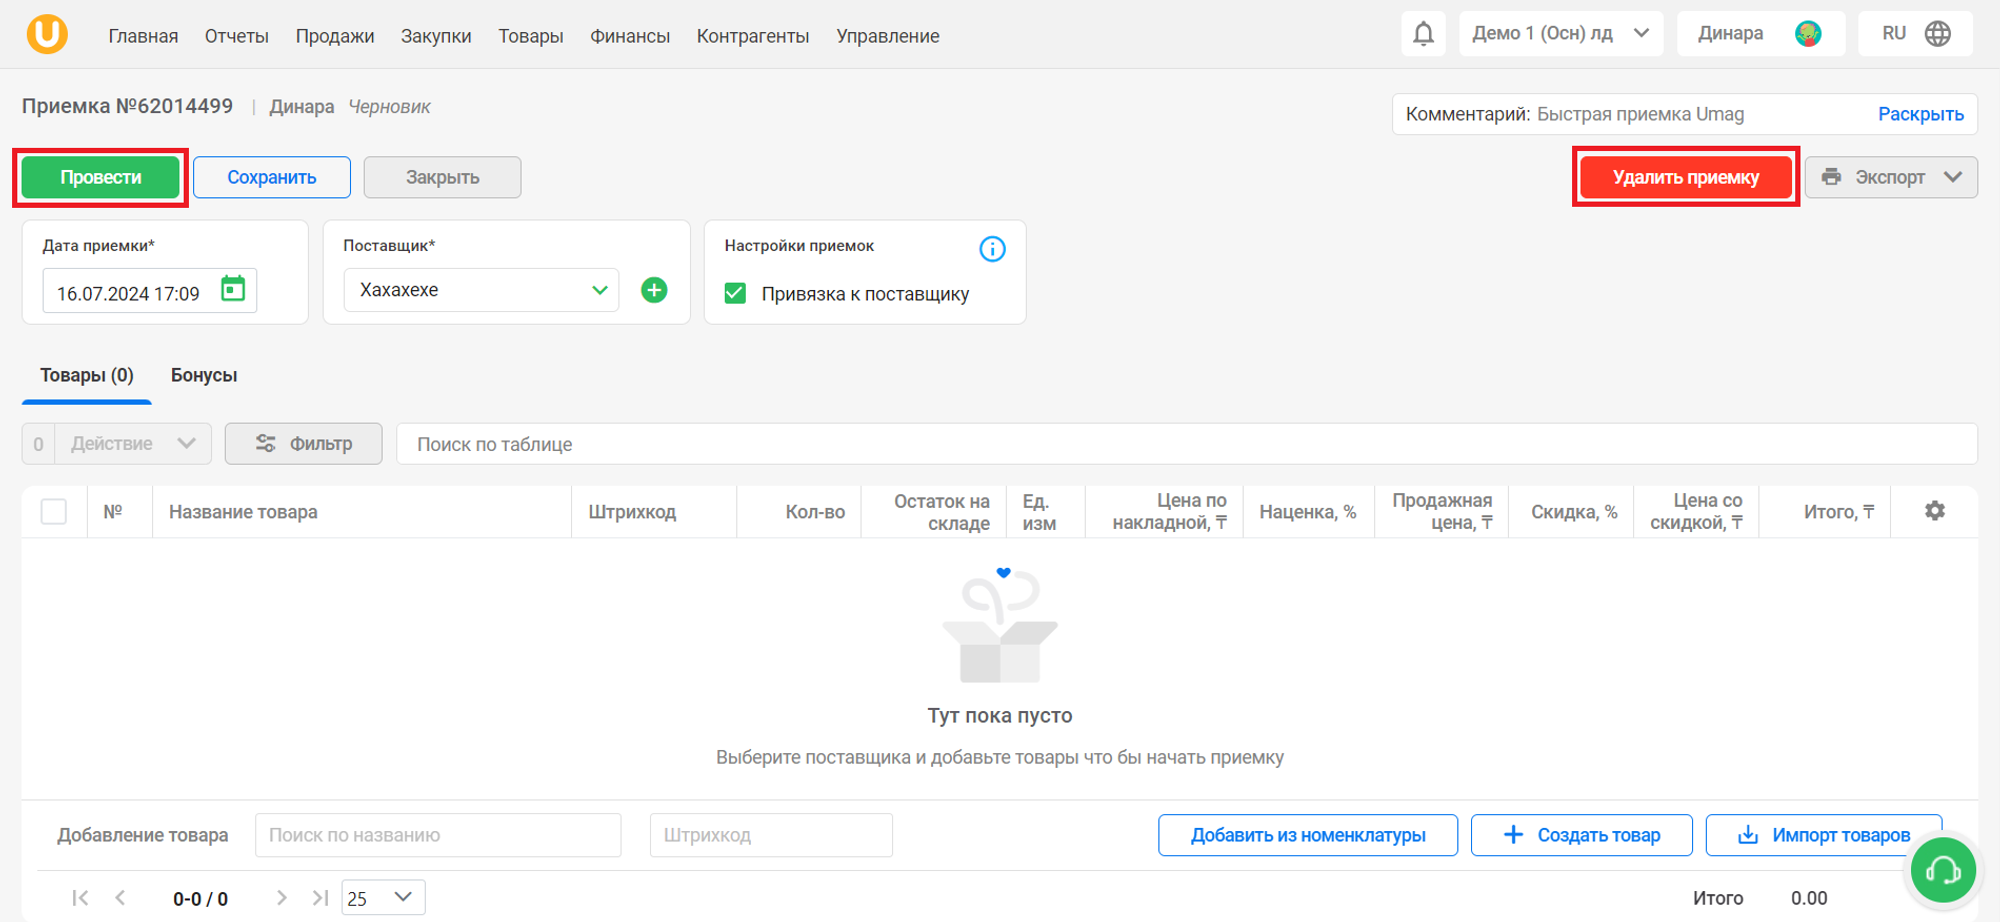 Главная Отчеты Продажи Закупки Товары Финансы Контрагенты Управление Демо 1 (Осн) лд Динара RU
Приемка №62014499 | Динара Черновик
Комментарий: Быстрая приемка Umag Раскрыть
Провести Сохранить Закрыть Удалить приемку Экспорт
Дата приемки* Поставщик* Настройки приемок
16.07.2024 17:09 Хахахехе Привязка к поставщику
Товары (0) Бонусы
0 Действие Фильтр Поиск по таблице
№ Название товара Штрихкод Кол-во Остаток на складе Ед. изм Цена по накладной, ₸ Наценка, % Продажная цена, ₸ Скидка, % Цена со скидкой, ₸ Итого, ₸
Тут пока пусто
Выберите поставщика и добавьте товары что бы начать приемку
Добавление товара Поиск по названию Штрихкод Добавить из номенклатуры + Создать товар Импорт товаров
0-0 / 0 25 Итого 0.00